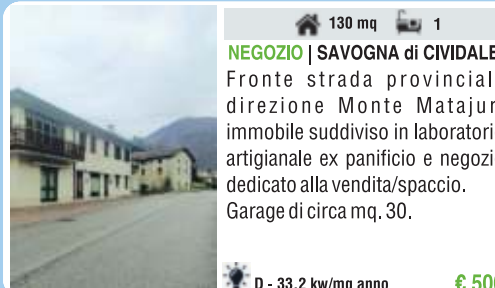 130 mq 1
NEGOZIO | SAVOGNA di CIVIDALE
Fronte strada provincial
direzione Monte Matajur
immobile suddiviso in laboratori
artigianale ex panificio e negozi
dedicato alla vendita/spaccio.
Garage di circa mq. 30.
D - 33,2 kw/mq anno € 500